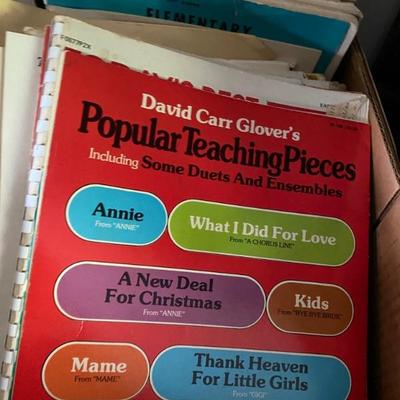 ELEMENTARY
F0877P2X
David Carr Glover's
Popular Teaching Pieces
Including Some Duets And Ensembles
Annie
From "ANNIE"
What I Did For Love
From "A CHORUS LINE"
A New Deal
For Christmas
From "ANNIE"
Kids
From "BYE BYE BIRDIE"
Mame
From "MAME"
Thank Heaven
For Little Girls
From "GIGI"